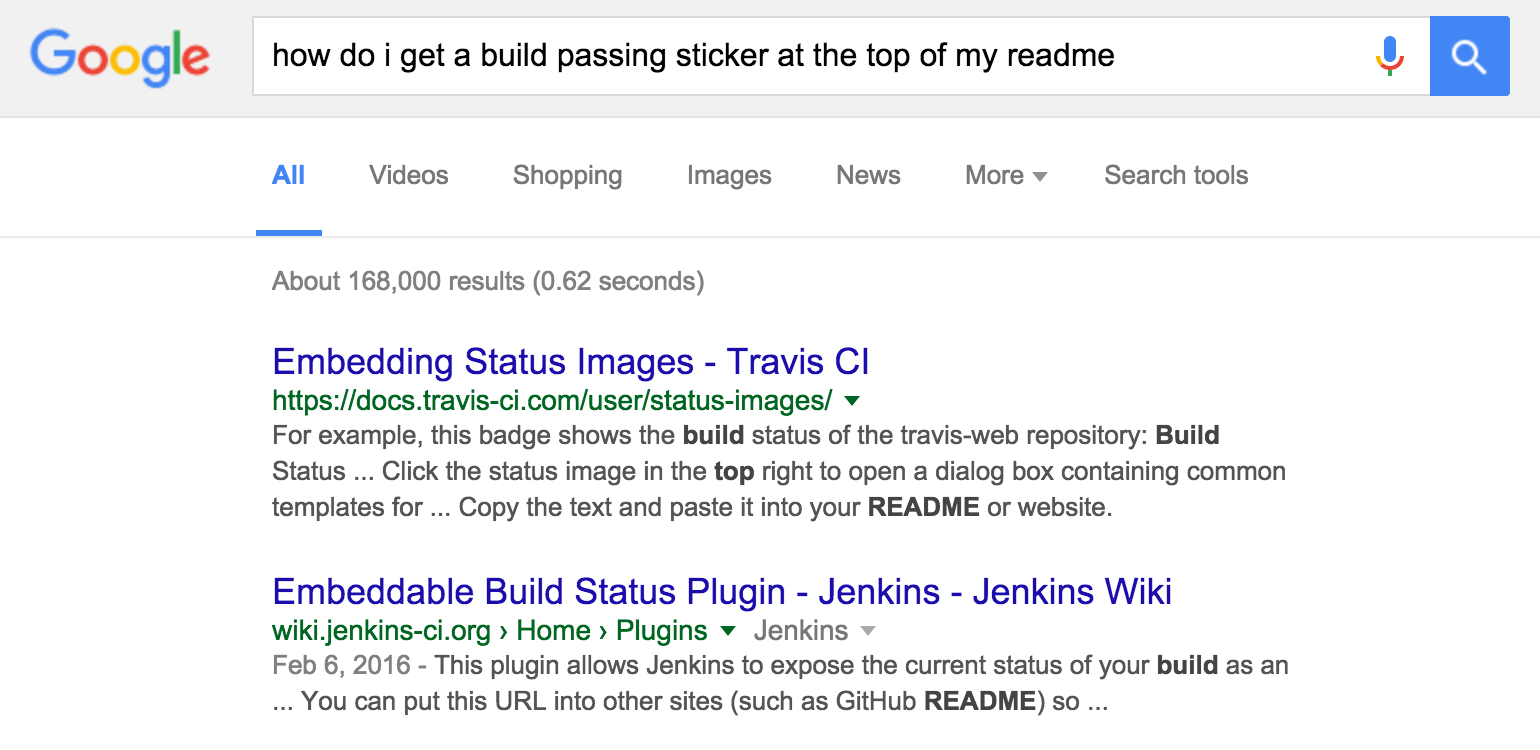 Google
how do i get a build passing sticker at the top of my readme
All Videos Shopping Images News More Search tools
About 168,000 results (0.62 seconds)
Embedding Status Images - Travis CI
https://docs.travis-ci.com/user/status-images/
For example, this badge shows the build status of the travis-web repository: Build
Status ... Click the status image in the top right to open a dialog box containing common
templates for ... Copy the text and paste it into your README or website.
Embeddable Build Status Plugin - Jenkins - Jenkins Wiki
wiki.jenkins-ci.org › Home › Plugins Jenkins
Feb 6, 2016 - This plugin allows Jenkins to expose the current status of your build as an
... You can put this URL into other sites (such as GitHub README) so ...